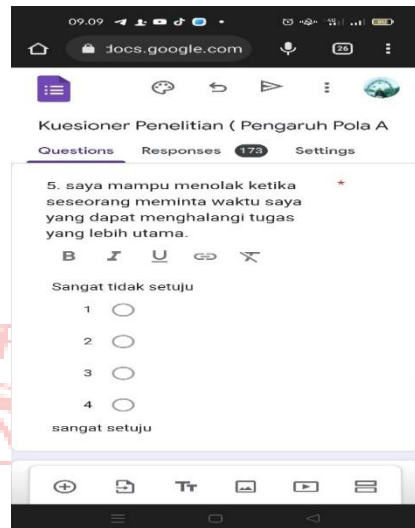 09.09
docs.google.com
26
Kuesioner Penelitian ( Pengaruh Pola A
Questions Responses 173 Settings
5. saya mampu menolak ketika *
seseorang meminta waktu saya
yang dapat menghalangi tugas
yang lebih utama.
B I U
Sangat tidak setuju
1
2
3
4
sangat setuju
Tт